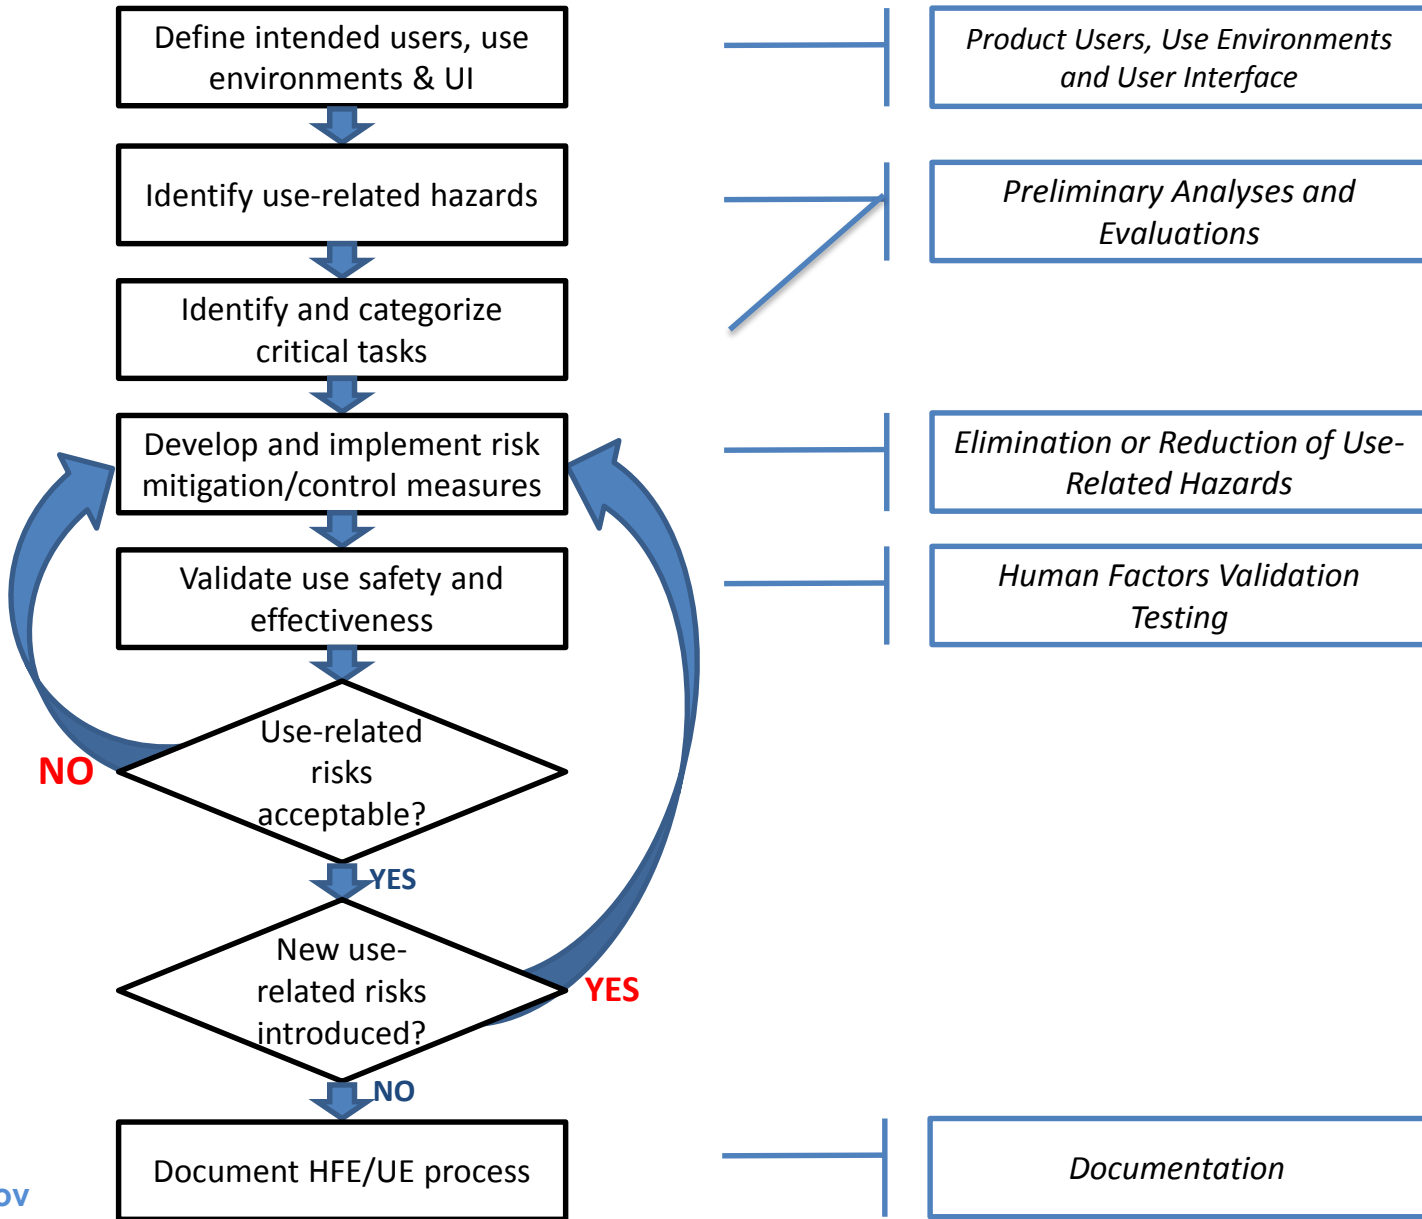 Define intended users, use
environments & UI
Product Users, Use Environments
and User Interface
Identify use-related hazards
Preliminary Analyses and
Evaluations
Identify and categorize
critical tasks
Develop and implement risk
mitigation/control measures
Elimination or Reduction of Use-
Related Hazards
Validate use safety and
effectiveness
Human Factors Validation
Testing
Use-related
risks
acceptable?
NO
YES
New use-
related risks
introduced?
YES
NO
Document HFE/UE process
Documentation
ov